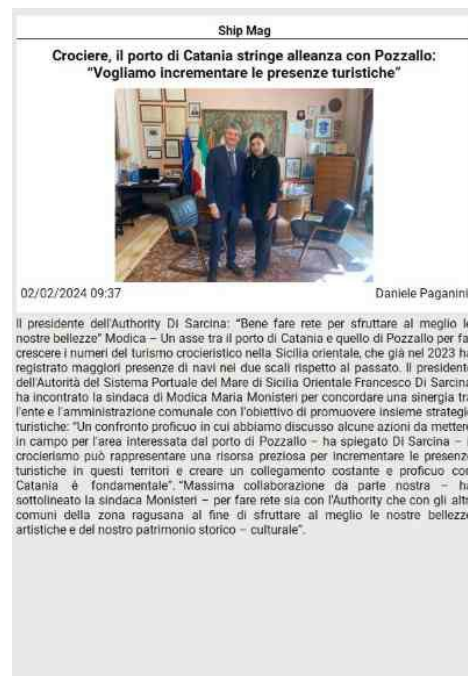 Ship Mag
Crociere, il porto di Catania stringe alleanza con Pozzallo:
“Vogliamo incrementare le presenze turistiche”
02/02/2024 09:37
Daniele Paganini
Il presidente dell'Authority Di Sarcina: “Bene fare rete per sfruttare al meglio le
nostre bellezze” Modica – Un asse tra il porto di Catania e quello di Pozzallo per fa
crescere i numeri del turismo crocieristico nella Sicilia orientale, che già nel 2023 ha
registrato maggiori presenze di navi nei due scali rispetto al passato. Il presidente
dell'Autorità del Sistema Portuale del Mare di Sicilia Orientale Francesco Di Sarcina
ha incontrato la sindaca di Modica Maria Monisteri per concordare una sinergia tra
l'ente e l'amministrazione comunale con l'obiettivo di promuovere insieme strategie
turistiche: “Un confronto proficuo in cui abbiamo discusso alcune azioni da mettere
in campo per l'area interessata dal porto di Pozzallo – ha spiegato Di Sarcina –
crocierismo può rappresentare una risorsa preziosa per incrementare le presenze
turistiche in questi territori e creare un collegamento costante e proficuo con
Catania è fondamentale”. “Massima collaborazione da parte nostra – ha
sottolineato la sindaca Monisteri – per fare rete sia con l'Authority che con gli altri
comuni della zona ragusana al fine di sfruttare al meglio le nostre bellezze
artistiche e del nostro patrimonio storico – culturale”.